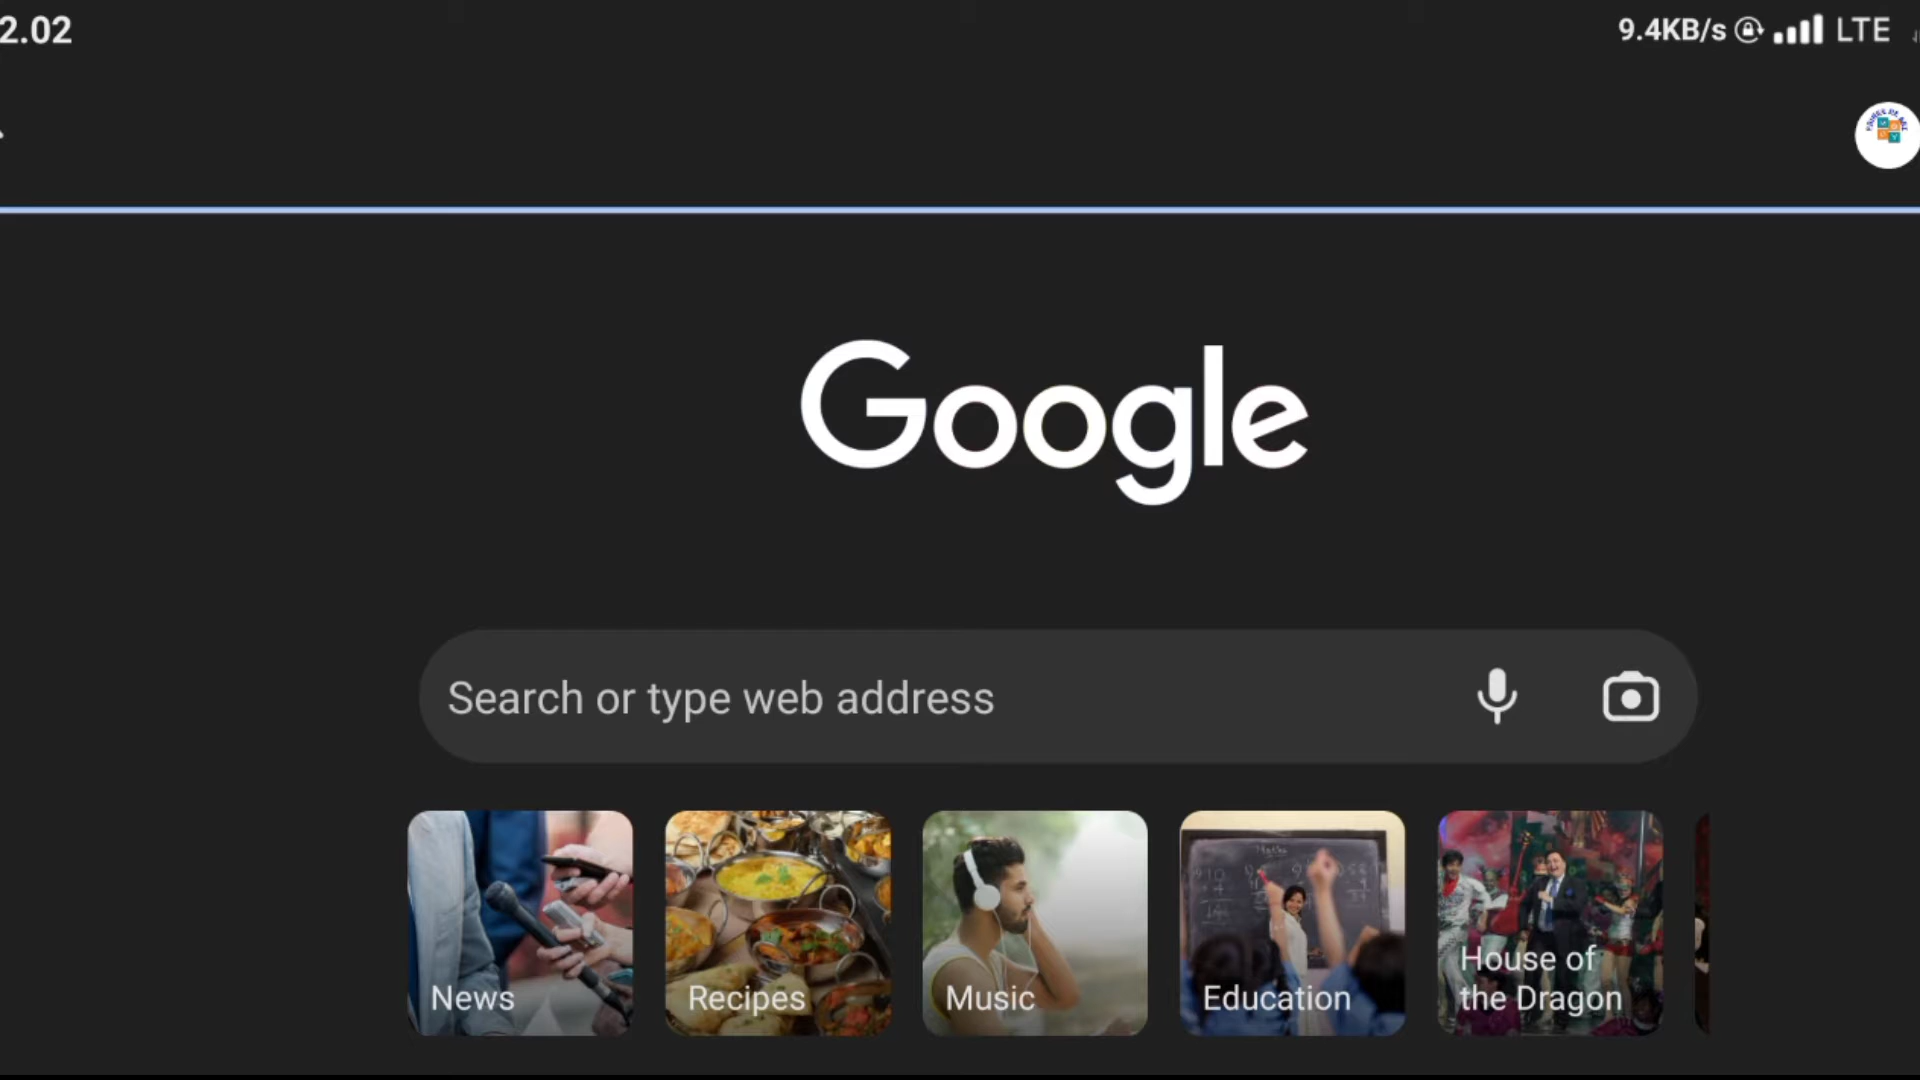 2.02
9.4KB/s LTE
Google
Search or type web address
News
Recipes
Music
Education
House of
the Dragon